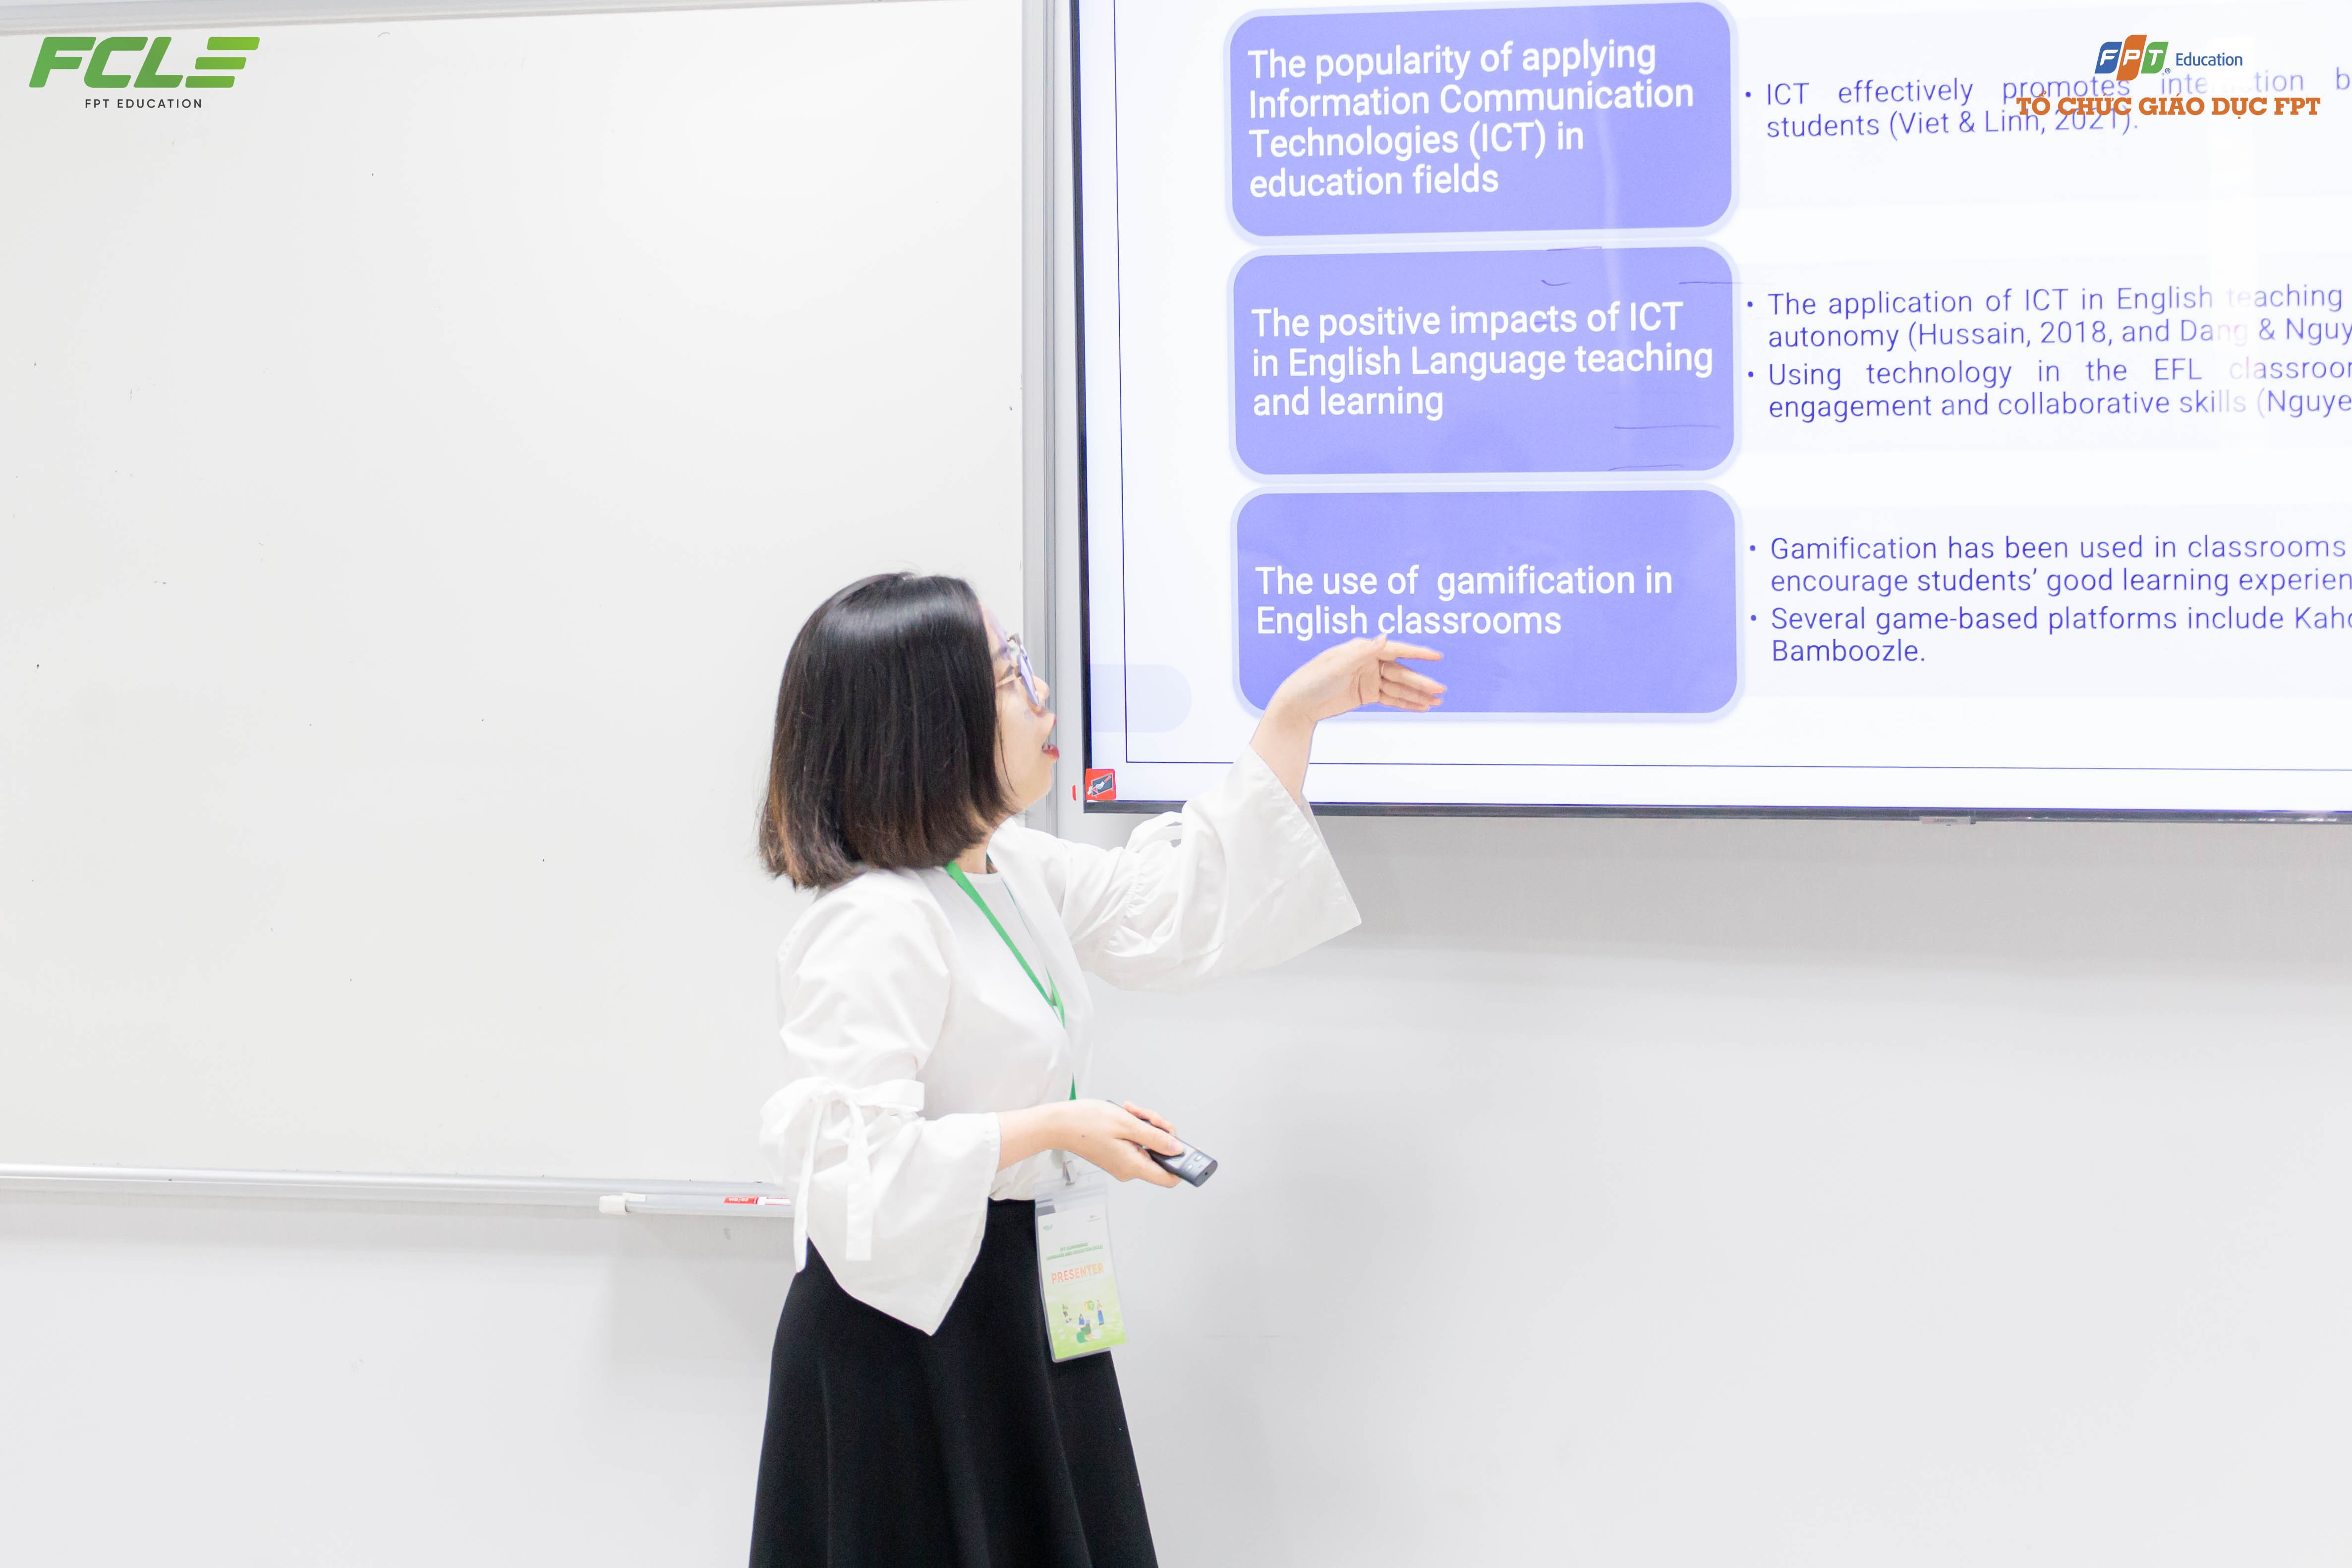 FCLE
FPT EDUCATION
FPT Education
TỔ CHỨC GIÁO DỤC FPT
The popularity of applying
Information Communication
Technologies (ICT) in
education fields
• ICT effectively promotes b
students (Viet & Linh, 2021).
The positive impacts of ICT
in English Language teaching
and learning
• The application of ICT in English teaching
autonomy (Hussain, 2018, and Dang & Nguy
• Using technology in the EFL classroo
engagement and collaborative skills (Nguye
The use of gamification in
English classrooms
• Gamification has been used in classrooms
encourage students’ good learning experien
• Several game-based platforms include Kaho
Bamboozle.
PRESENTER